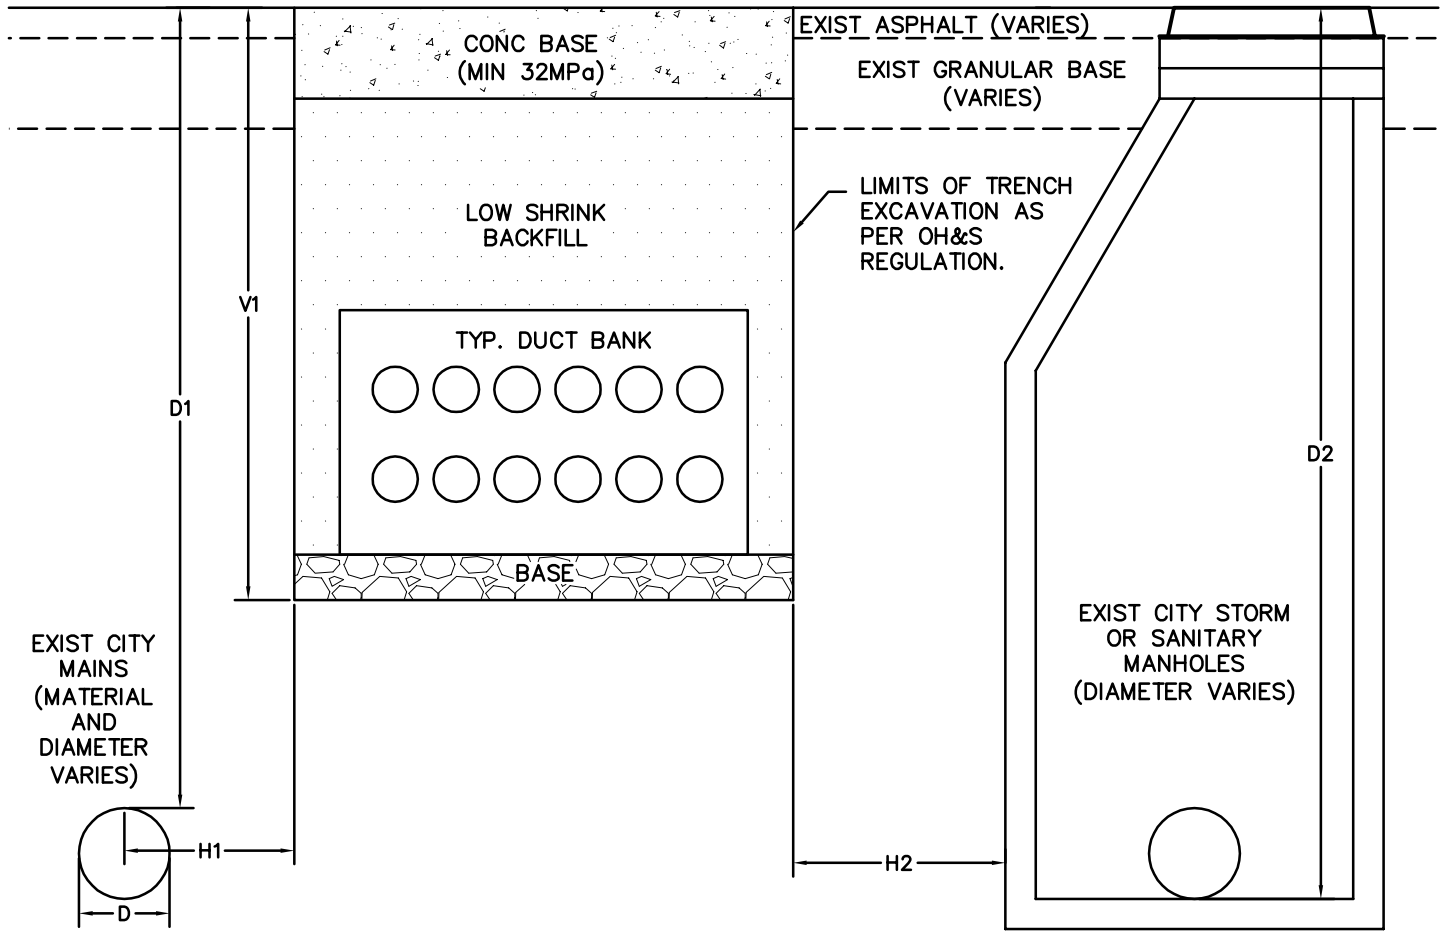 EXIST ASPHALT (VARIES)
CONC BASE
(MIN 32MPa)
EXIST GRANULAR BASE
(VARIES)
LIMITS OF TRENCH
EXCAVATION AS
PER OH&S
REGULATION.
LOW SHRINK
BACKFILL
V1
TYP. DUCT BANK
D1
D2
BASE
EXIST CITY
MAINS
(MATERIAL
AND
DIAMETER
VARIES)
EXIST CITY STORM
OR SANITARY
MANHOLES
(DIAMETER VARIES)
H1
H2
D